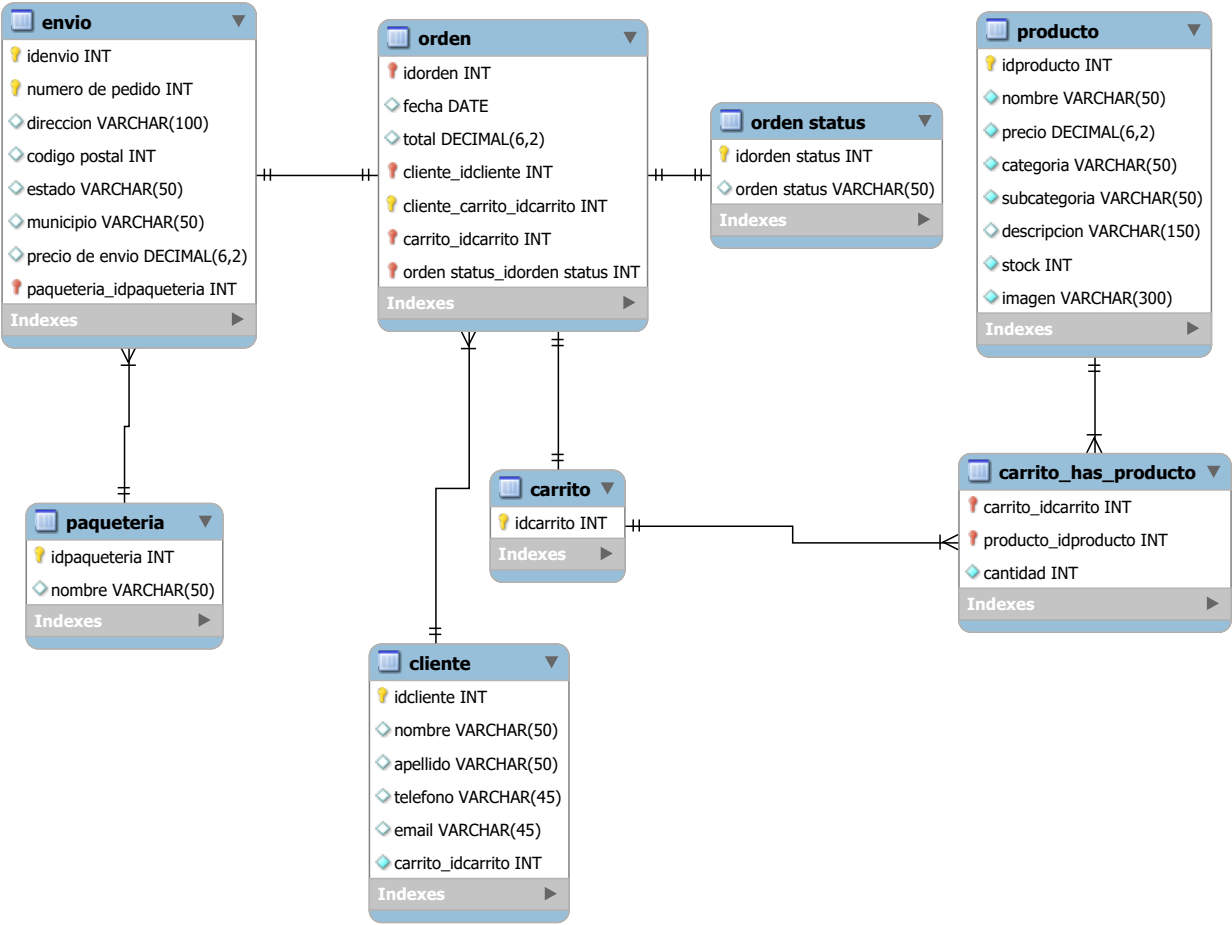 envio
idenvio INT
numero de pedido INT
direccion VARCHAR(100)
codigo postal INT
estado VARCHAR(50)
municipio VARCHAR(50)
precio de envio DECIMAL(6,2)
paqueteria_idpaqueteria INT
Indexes
orden
idorden INT
fecha DATE
total DECIMAL(6,2)
cliente_idcliente INT
cliente_carrito_idcarrito INT
carrito_idcarrito INT
orden status_idorden status INT
Indexes
orden status
idorden status INT
orden status VARCHAR(50)
Indexes
producto
idproducto INT
nombre VARCHAR(50)
precio DECIMAL(6,2)
categoria VARCHAR(50)
subcategoria VARCHAR(50)
descripcion VARCHAR(150)
stock INT
imagen VARCHAR(300)
Indexes
paqueteria
idpaqueteria INT
nombre VARCHAR(50)
Indexes
carrito
idcarrito INT
Indexes
carrito_has_producto
carrito_idcarrito INT
producto_idproducto INT
cantidad INT
Indexes
cliente
idcliente INT
nombre VARCHAR(50)
apellido VARCHAR(50)
telefono VARCHAR(45)
email VARCHAR(45)
carrito_idcarrito INT
Indexes